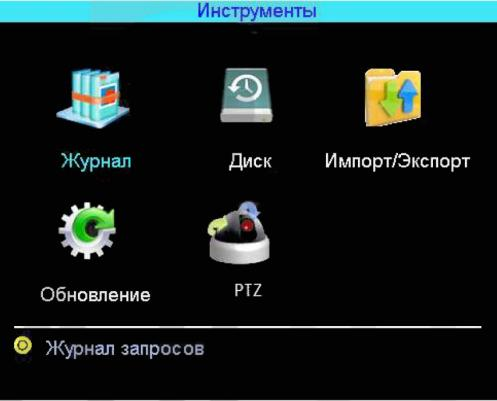 Инструменты
Журнал
Диск
Импорт/Экспорт
Обновление
PTZ
Журнал запросов